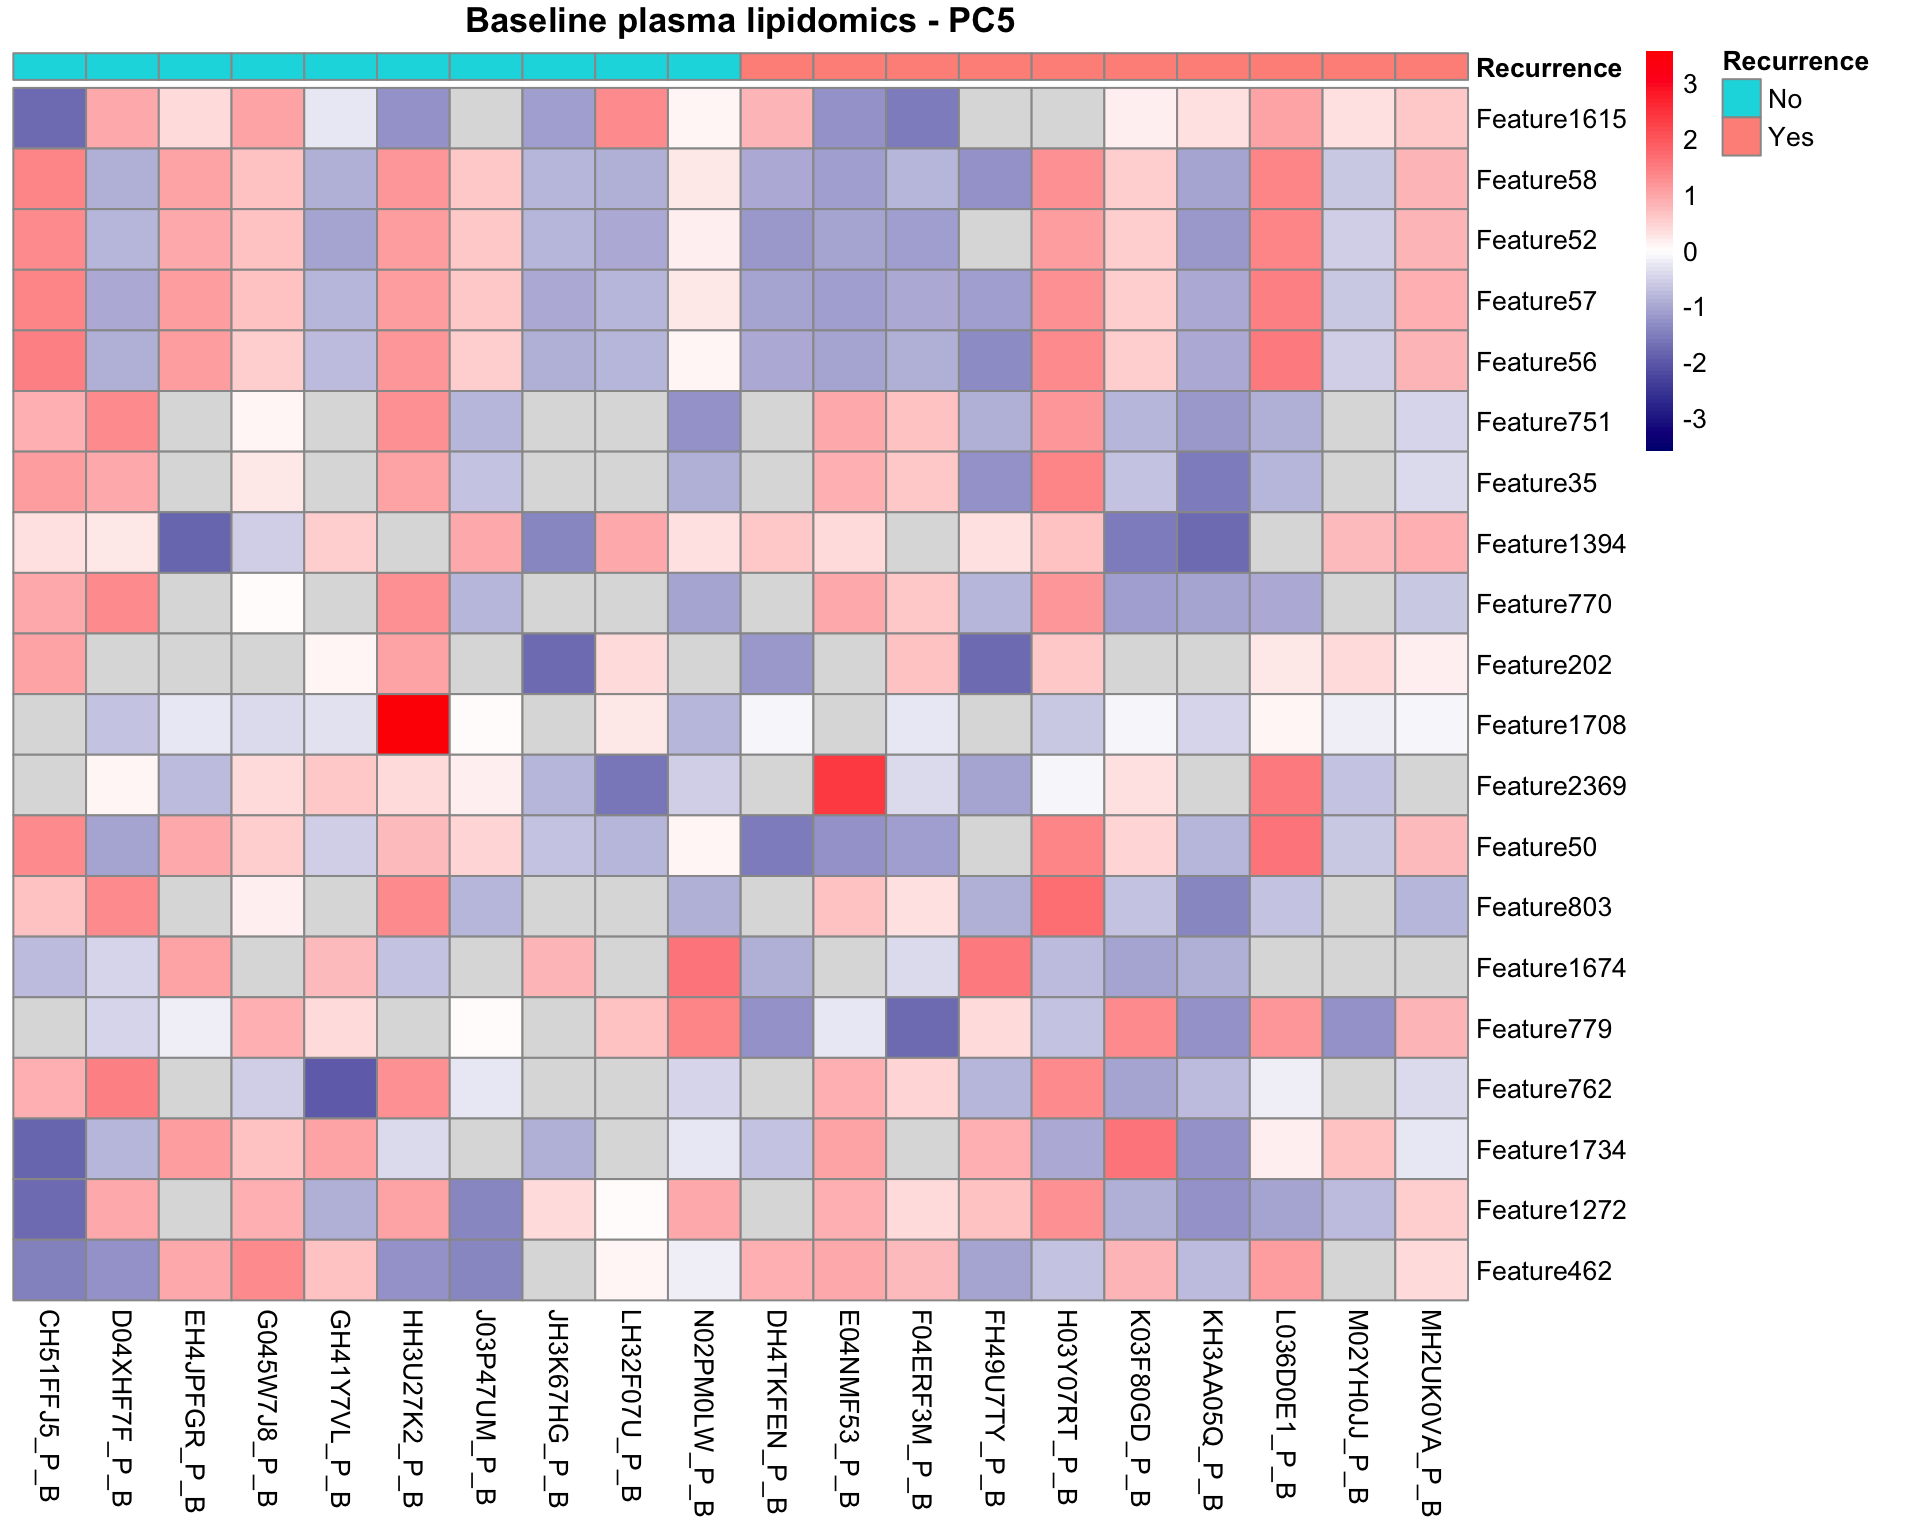 Baseline plasma lipidomics - PC5
Recurrence
Feature1615
Feature58
Feature52
Feature57
Feature56
Feature751
Feature35
Feature1394
Feature770
Feature202
Feature1708
Feature2369
Feature50
Feature803
Feature1674
Feature779
Feature762
Feature1734
Feature1272
Feature462
CH51FFJ5_P_B
D04XHF7F_P_B
EH4JPFGR_P_B
G045W7J8_P_B
GH41Y7VL_P_B
HH3U27K2_P_B
J03P47UM_P_B
JH3K67HG_P_B
LH32F07U_P_B
N02PM0LW_P_B
DH4TKFEN_P_B
E04NMF53_P_B
F04ERF3M_P_B
FH49U7TY_P_B
H03Y07RT_P_B
K03F80GD_P_B
KH3AA05Q_P_B
L036D0E1_P_B
M02YH0JJ_P_B
MH2UK0VA_P_B
3
2
1
0
-1
-2
-3
Recurrence
No
Yes